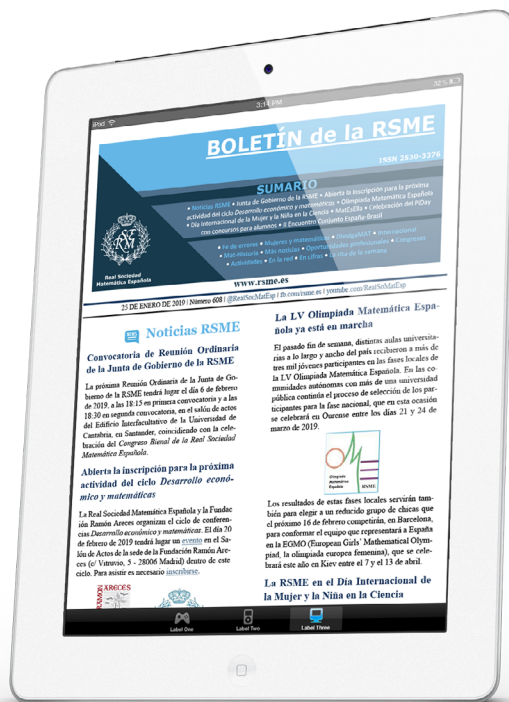 iPad
3:14 PM
32%
BOLETÍN de la RSME
ISSN 2530-3376
SUMARIO
• Noticias RSME • Junta de Gobierno de la RSME • Abierta la inscripción para la próxima
actividad del ciclo Desarrollo económico y matemáticas • Olimpiada Matemática Española
• Día Internacional de la Mujer y la Niña en la Ciencia • MatEsElla • Celebración del PiDay
con concursos para alumnos • II Encuentro Conjunto España-Brasil
• Fe de errores • Mujeres y matemáticas • DivulgaMAT • Internacional
• Mat-Historia • Más noticias • Oportunidades profesionales • Congresos
• Actividades • En la red • En cifras • La cita de la semana
Real Sociedad
Matemática Española
www.rsme.es
25 DE ENERO DE 2019 | Número 608 | @RealSocMatEsp | fb.com/rsme.es | youtube.com/RealSoMatEsp
Noticias RSME
Convocatoria de Reunión Ordinaria
de la Junta de Gobierno de la RSME
La próxima Reunión Ordinaria de la Junta de Go-
bierno de la RSME tendrá lugar el día 6 de febrero
de 2019, a las 18:15 en primera convocatoria y a las
18:30 en segunda convocatoria, en el salón de actos
del Edificio Interfacultativo de la Universidad de
Cantabria, en Santander, coincidiendo con la cele-
bración del Congreso Bienal de la Real Sociedad
Matemática Española.
Abierta la inscripción para la próxima
actividad del ciclo Desarrollo econó-
mico y matemáticas
La Real Sociedad Matemática Española y la Fundac
ión Ramón Areces organizan el ciclo de conferen-
cias Desarrollo económico y matemáticas. El día 20
de febrero de 2019 tendrá lugar un evento en el Sa-
lón de Actos de la sede de la Fundación Ramón Are-
ces (c/ Vitruvio, 5 - 28006 Madrid) dentro de este
ciclo. Para asistir es necesario inscribirse.
RAMÓN ARECES
La LV Olimpiada Matemática Espa-
ñola ya está en marcha
El pasado fin de semana, distintas aulas universita-
rias a lo largo y ancho del país recibieron a más de
tres mil jóvenes participantes en las fases locales de
la LV Olimpiada Matemática Española. En las co-
munidades autónomas con más de una universidad
pública continúa el proceso de selección de los par-
ticipantes para la fase nacional, que en esta ocasión
se celebrará en Ourense entre los días 21 y 24 de
marzo de 2019.
Olimpiada
Matemática
Española
RSME
Los resultados de estas fases locales servirán tam-
bién para elegir a un reducido grupo de chicas que
el próximo 16 de febrero competirán, en Barcelona,
para conformar el equipo que representará a España
en la EGMO (European Girls' Mathematical Olym-
piad, la olimpiada europea femenina), que se cele-
brará este año en Kiev entre el 7 y el 13 de abril.
La RSME en el Día Internacional de
la Mujer y la Niña en la Ciencia
Label One
Label Two
Label Three